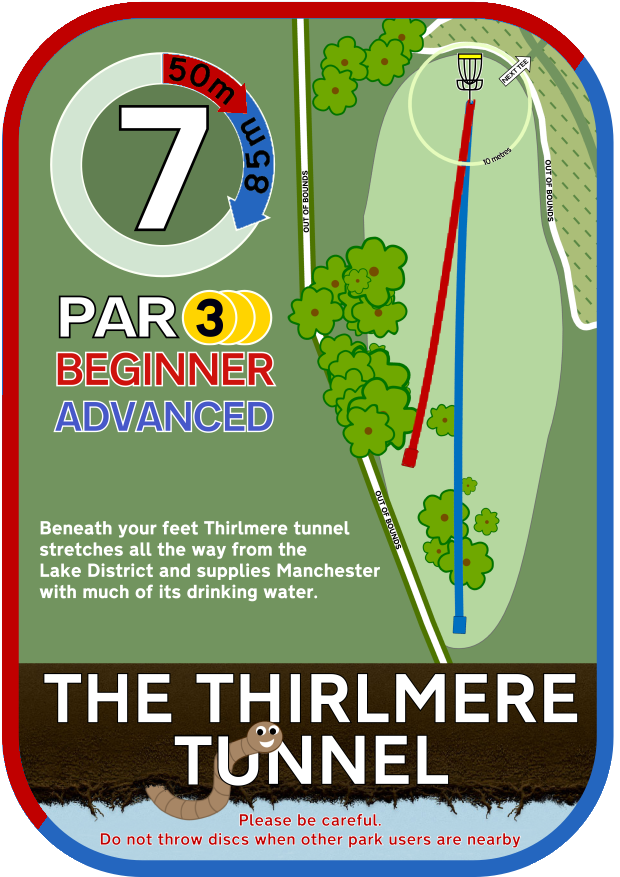 50m
85m
7
PAR 3
BEGINNER
ADVANCED
NEXT TEE
10 metres
OUT OF BOUNDS
OUT OF BOUNDS
OUT OF BOUNDS
Beneath your feet Thirlmere tunnel
stretches all the way from the
Lake District and supplies Manchester
with much of its drinking water.
THE THIRLMERE
TUNNEL
Please be careful.
Do not throw discs when other park users are nearby